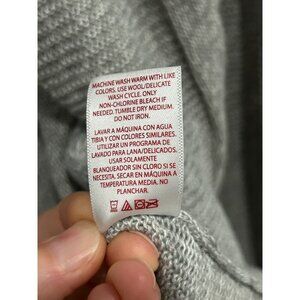 MACHINE WASH WARM WITH LIKE
COLORS. USE WOOL/DELICATE
WASH CYCLE. ONLY
NON-CHLORINE BLEACH IF
NEEDED. TUMBLE DRY MEDIUM.
DO NOT IRON.
LAVAR A MÁQUINA CON AGUA
TIBIA Y CON COLORES SIMILARES.
UTILIZAR UN PROGRAMA DE
LAVADO PARA LANA/DELICADOS.
USAR SOLAMENTE
BLANQUEADOR SIN CLORO SI SE
NECESITA, SECAR EN MÁQUINA A
TEMPERATURA MEDIA. NO
PLANCHAR.